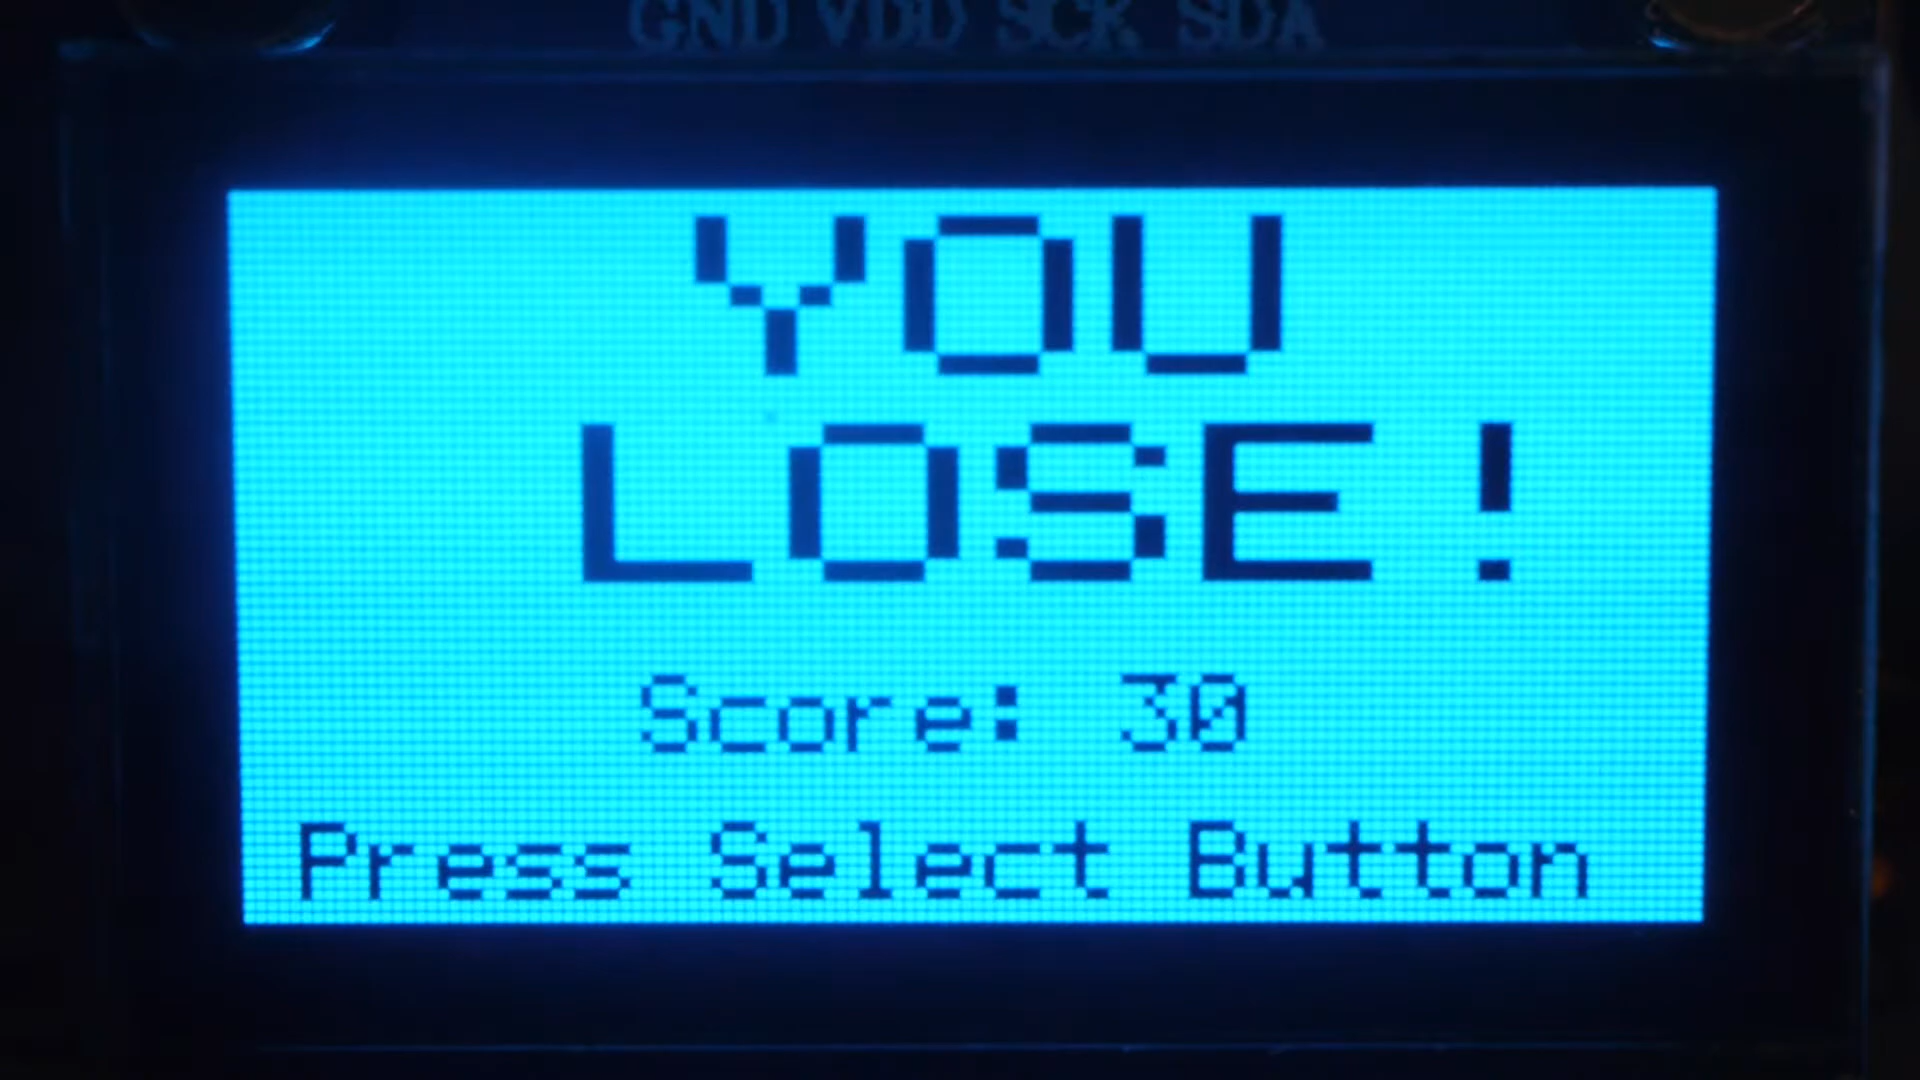 GND VDD SCK SDA
YOU
LOSE!
Score: 30
Press Select Button